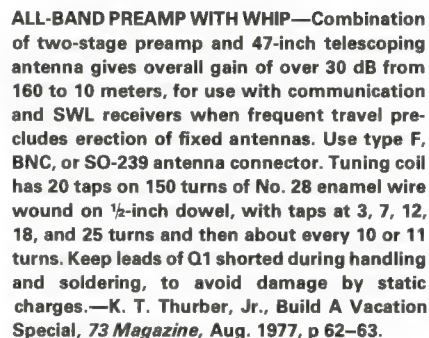 ALL-BAND PREAMP WITH WHIP—Combination
of two-stage preamp and 47-inch telescoping
antenna gives overall gain of over 30 dB from
160 to 10 meters, for use with communication
and SWL receivers when frequent travel pre-
cludes erection of fixed antennas. Use type F,
BNC, or SO-239 antenna connector. Tuning coil
has 20 taps on 150 turns of No. 28 enamel wire
wound on ½-inch dowel, with taps at 3, 7, 12,
18, and 25 turns and then about every 10 or 11
turns. Keep leads of Q1 shorted during handling
and soldering, to avoid damage by static
charges.—K. T. Thurber, Jr., Build A Vacation
Special, 73 Magazine, Aug. 1977, p 62–63.